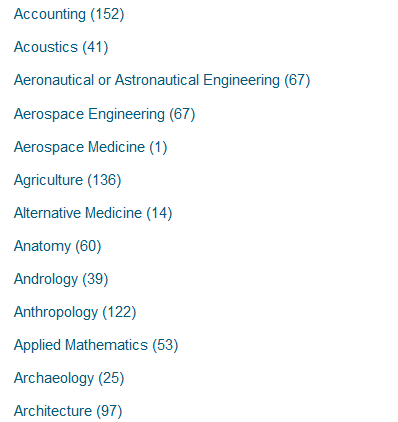 Accounting (152)
Acoustics (41)
Aeronautical or Astronautical Engineering (67)
Aerospace Engineering (67)
Aerospace Medicine (1)
Agriculture (136)
Alternative Medicine (14)
Anatomy (60)
Andrology (39)
Anthropology (122)
Applied Mathematics (53)
Archaeology (25)
Architecture (97)